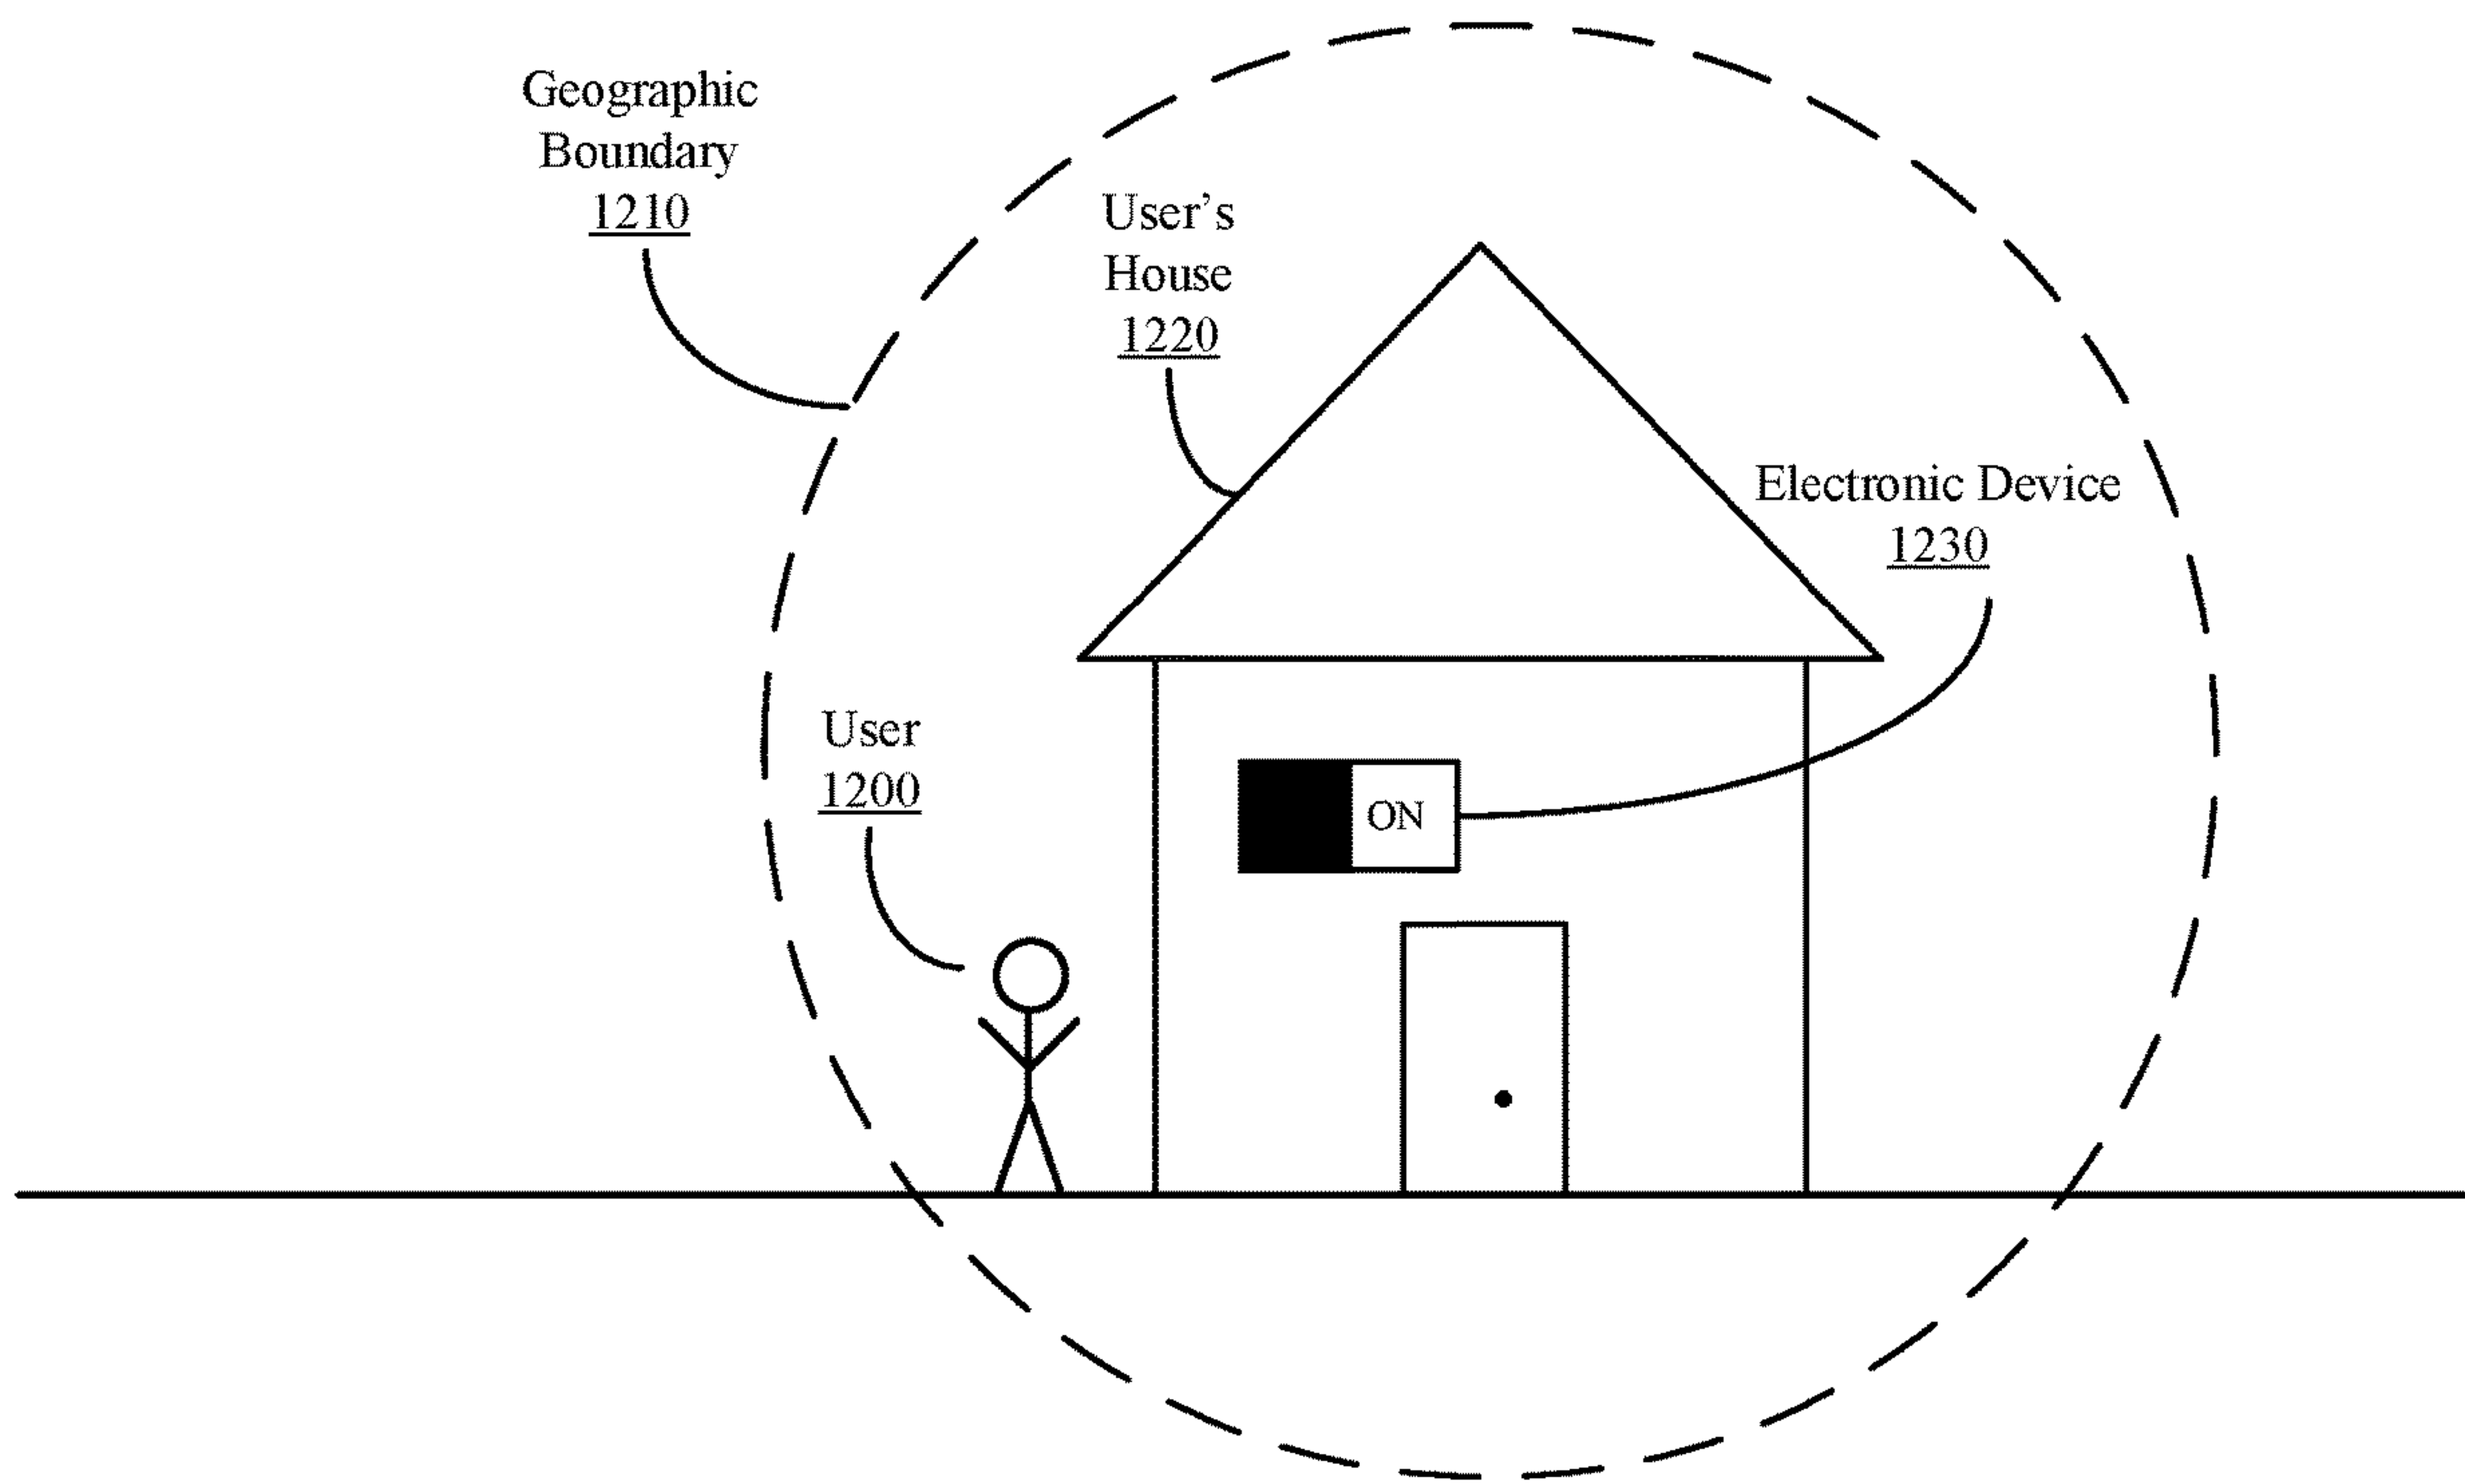 Geographic
Boundary
1210
User's
House
1220
Electronic Device
1230
User
1200
ON